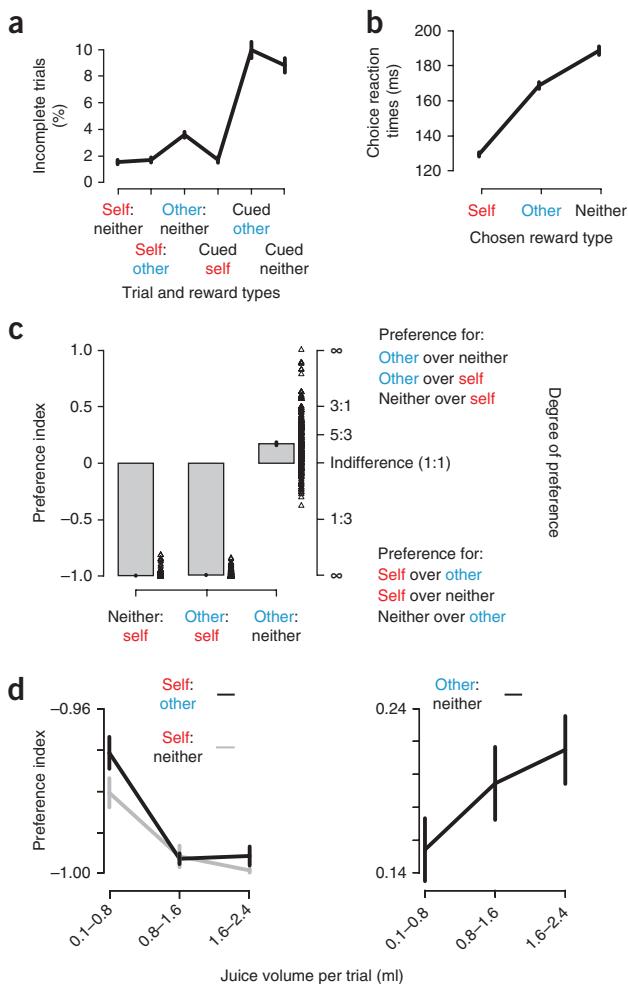 a
Incomplete trials
(%)
10
8
6
4
2
0
Self:
neither
Other:
neither
Cued
other
Self:
other
Cued
self
Cued
neither
Trial and reward types
b
Choice reaction
times (ms)
200
180
160
140
120
Self
Other
Neither
Chosen reward type
c
Preference index
1.0
0.5
0
–0.5
–1.0
∞
3:1
5:3
Indifference (1:1)
1:3
∞
Degree of preference
Preference for:
Other over neither
Other over self
Neither over self
Preference for:
Self over other
Self over neither
Neither over other
Neither:
self
Other:
self
Other:
neither
d
Preference index
–0.96
–1.00
Self:
other
Self:
neither
0.1–0.8
0.8–1.6
1.6–2.4
Other:
neither
0.24
0.14
0.1–0.8
0.8–1.6
1.6–2.4
Juice volume per trial (ml)